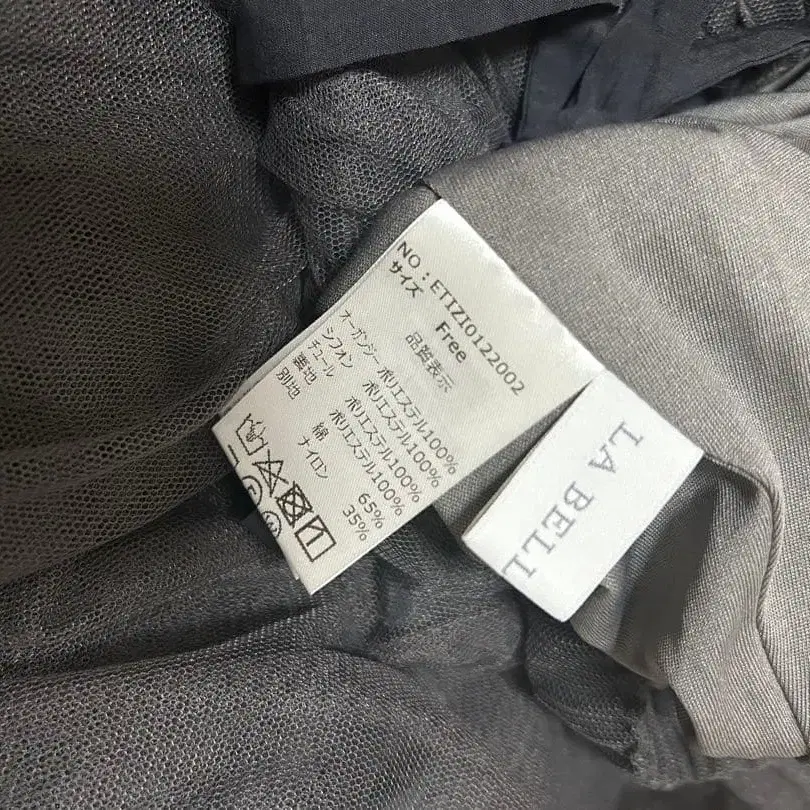 NO：ETIZI0122002
サイズ Free
品質表示
オーガンジー ポリエステル100%
シフォン ポリエステル100%
チュール ポリエステル100%
裏地 ポリエステル100%
別地 綿 65%
ナイロン 35%
LA BELL